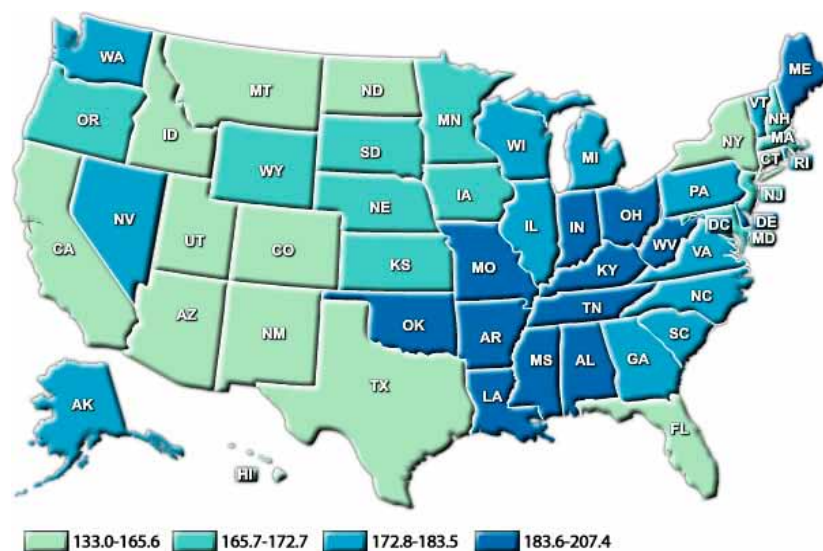 WA
ME
MT
ND
VT
OR
MN
NH
ID
MA
NY
WI
SD
CT
RI
WY
MI
IA
PA
NJ
NE
NV
OH
IN
IL
DE
DC
UT
WV
MD
CO
CA
VA
MO
KS
KY
NC
TN
AZ
OK
NM
AR
SC
MS
AL
GA
TX
LA
AK
FL
HI
133.0-165.6 165.7-172.7 172.8-183.5 183.6-207.4